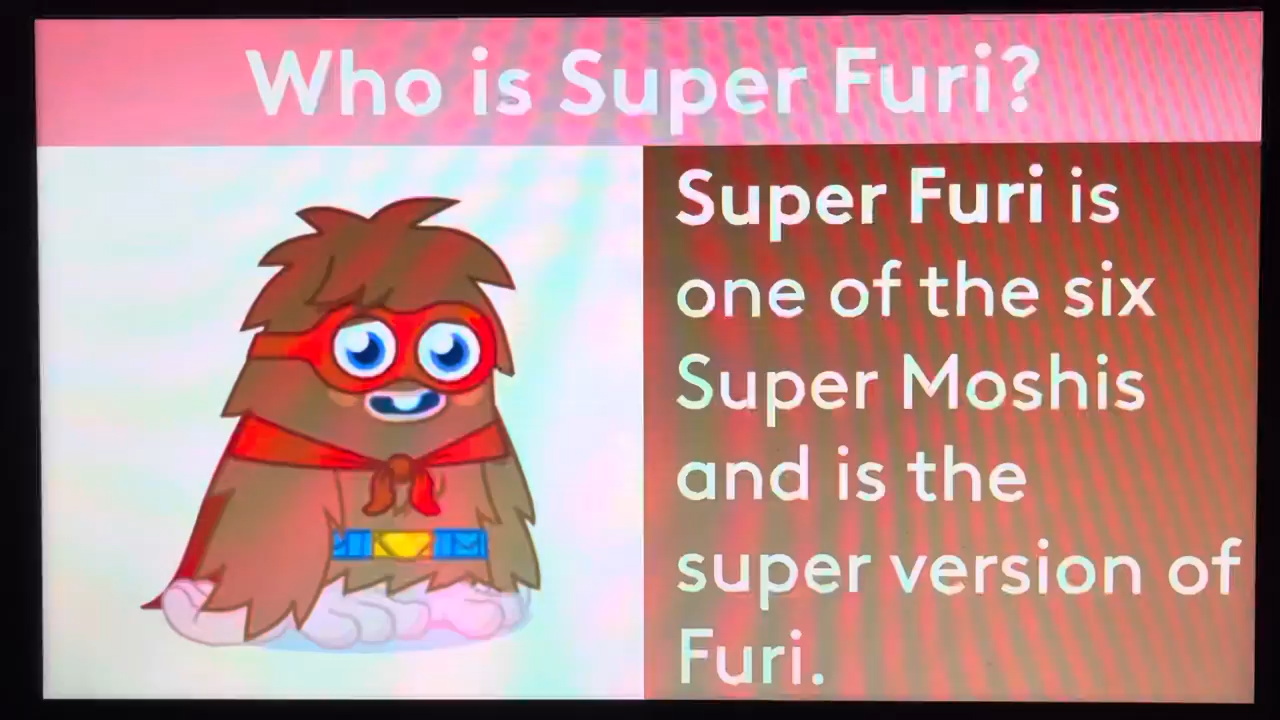 Who is Super Furi?
Super Furi is
one of the six
Super Moshis
and is the
super version of
Furi.